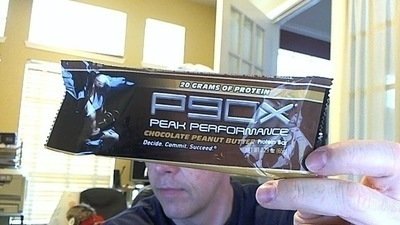 20 GRAMS OF PROTEIN
P90X
PEAK PERFORMANCE
CHOCOLATE PEANUT BUTTER Protein Bar
Decide. Commit. Succeed.®